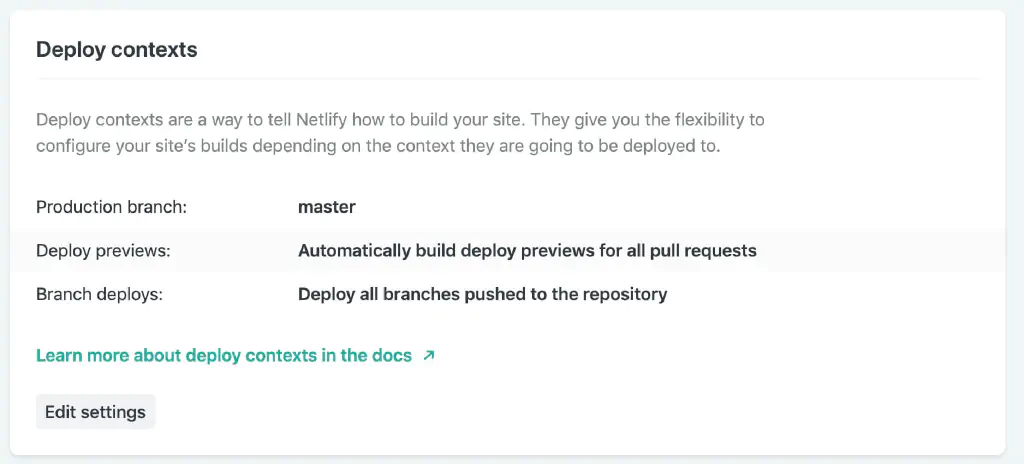 Deploy contexts
Deploy contexts are a way to tell Netlify how to build your site. They give you the flexibility to
configure your site’s builds depending on the context they are going to be deployed to.
Production branch: master
Deploy previews: Automatically build deploy previews for all pull requests
Branch deploys: Deploy all branches pushed to the repository
Learn more about deploy contexts in the docs ↗
Edit settings